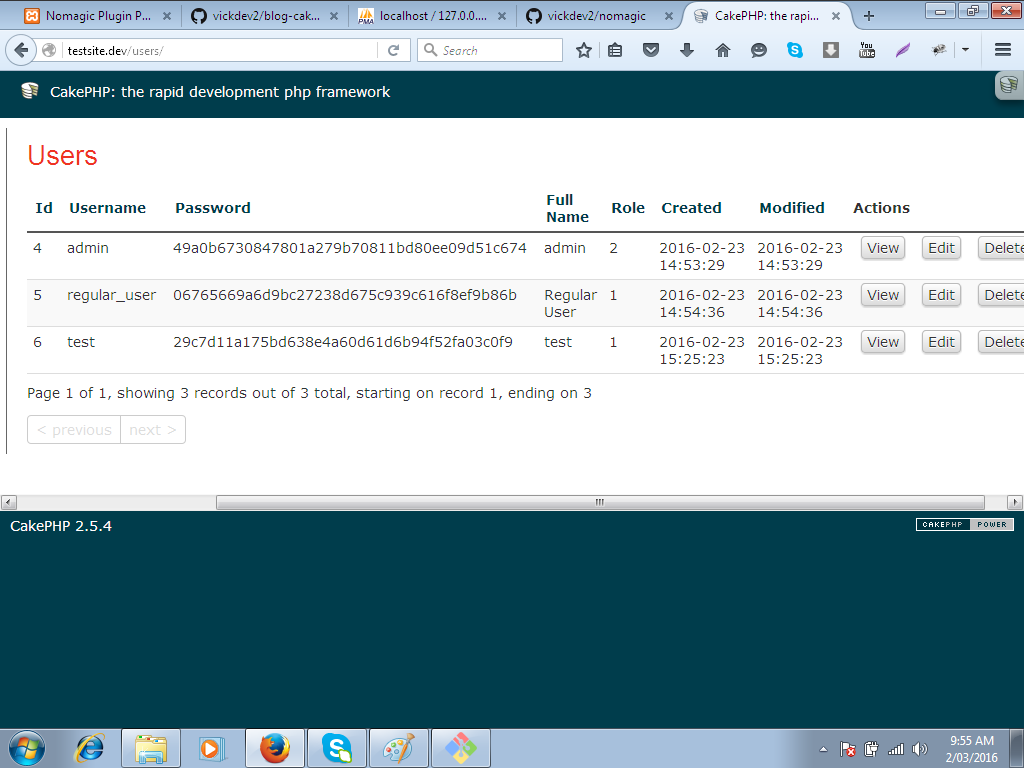 Nomagic Plugin P...
vickdev2/blog-cak...
localhost / 127.0.0....
vickdev2/nomagic
CakePHP: the rapi...
testsite.dev/users/
Search
You
Tube
CakePHP: the rapid development php framework
Users
Id Username Password Full Name Role Created Modified Actions
4 admin 49a0b6730847801a279b70811bd80ee09d51c674 admin 2 2016-02-23 14:53:29 2016-02-23 14:53:29 View Edit Delete
5 regular_user 06765669a6d9bc27238d675c939c616f8ef9b86b Regular User 1 2016-02-23 14:54:36 2016-02-23 14:54:36 View Edit Delete
6 test 29c7d11a175bd638e4a60d61d6b94f52fa03c0f9 test 1 2016-02-23 15:25:23 2016-02-23 15:25:23 View Edit Delete
Page 1 of 1, showing 3 records out of 3 total, starting on record 1, ending on 3
< previous next >
CakePHP 2.5.4
CAKEPHP POWER
9:55 AM
2/03/2016